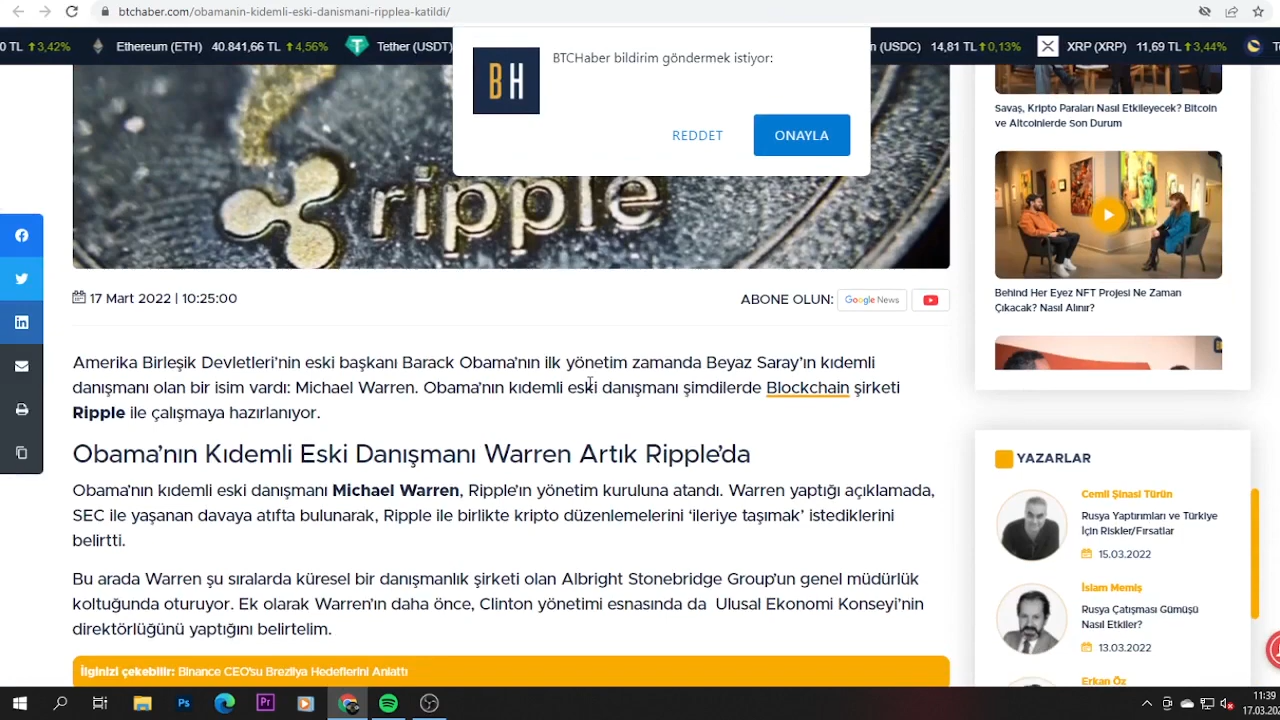 btchaber.com/obamanin-kidemli-eski-danismani-ripplea-katildi/
0 TL 3,42% Ethereum (ETH) 40.841,66 TL 4,56% Tether (USDT) (USDC) 14,81 TL 0,13% XRP (XRP) 11,69 TL 3,44%
BTCHaber bildirim göndermek istiyor:
BH
REDDET ONAYLA
ripple
17 Mart 2022 | 10:25:00
ABONE OLUN: Google News
Amerika Birleşik Devletleri’nin eski başkanı Barack Obama’nın ilk yönetim zamanda Beyaz Saray’ın kıdemli
danışmanı olan bir isim vardı: Michael Warren. Obama’nın kıdemli eski danışmanı şimdilerde Blockchain şirketi
Ripple ile çalışmaya hazırlanıyor.
Obama’nın Kıdemli Eski Danışmanı Warren Artık Ripple’da
Obama’nın kıdemli eski danışmanı Michael Warren, Ripple’ın yönetim kuruluna atandı. Warren yaptığı açıklamada,
SEC ile yaşanan davaya atıfta bulunarak, Ripple ile birlikte kripto düzenlemelerini ‘ileriye taşımak’ istediklerini
belirtti.
Bu arada Warren şu sıralarda küresel bir danışmanlık şirketi olan Albright Stonebridge Group’un genel müdürlük
koltuğunda oturuyor. Ek olarak Warren’ın daha önce, Clinton yönetimi esnasında da Ulusal Ekonomi Konseyi’nin
direktörlüğünü yaptığını belirtelim.
İlginizi çekebilir: Binance CEO’su Brezilya Hedeflerini Anlattı
Savaş, Kripto Paraları Nasıl Etkileyecek? Bitcoin
ve Altcoinlerde Son Durum
Behind Her Eyez NFT Projesi Ne Zaman
Çıkacak? Nasıl Alınır?
YAZARLAR
Cemil Şinasi Türün
Rusya Yaptırımları ve Türkiye
İçin Riskler/Fırsatlar
15.03.2022
İslam Memiş
Rusya Çatışması Gümüşü
Nasıl Etkiler?
13.03.2022
Erkan Öz
Ps Pr
11:39
17.03.202